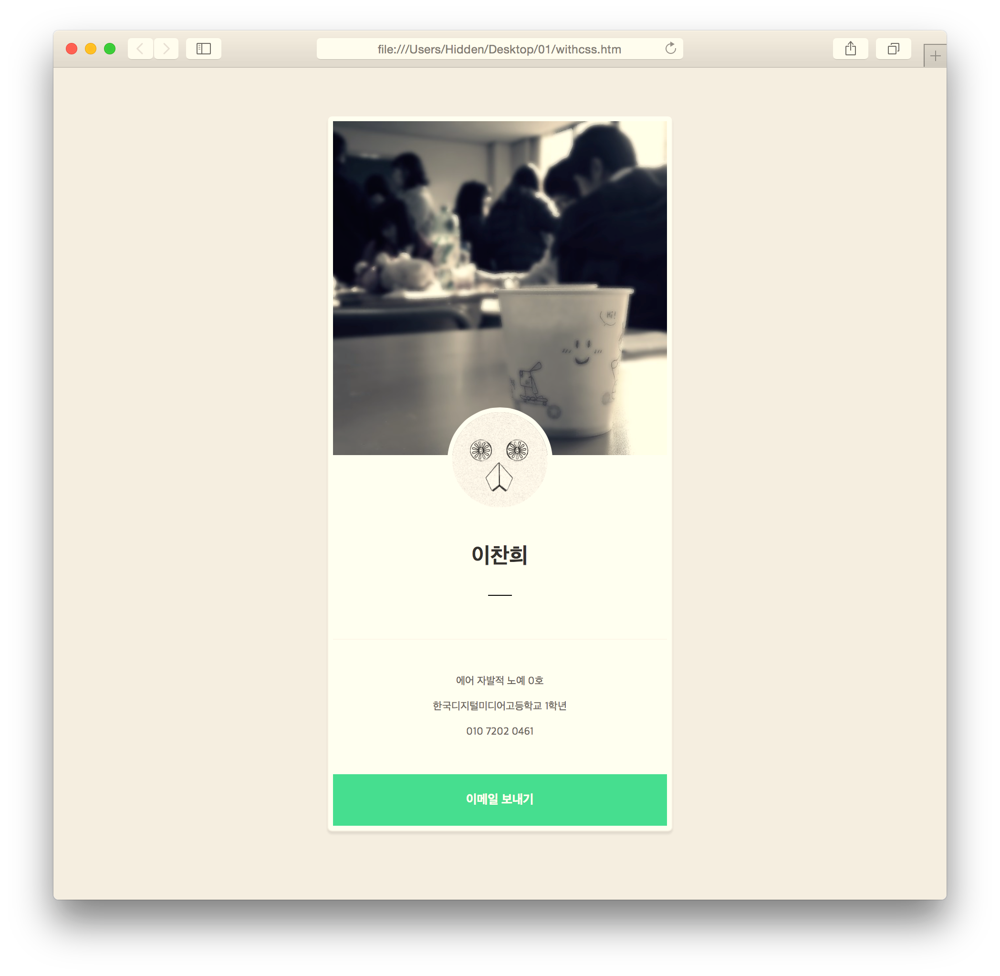 file:///Users/Hidden/Desktop/01/withcss.htm
Hi!
이찬희
에어 자발적 노예 0호
한국디지털미디어고등학교 1학년
010 7202 0461
이메일 보내기